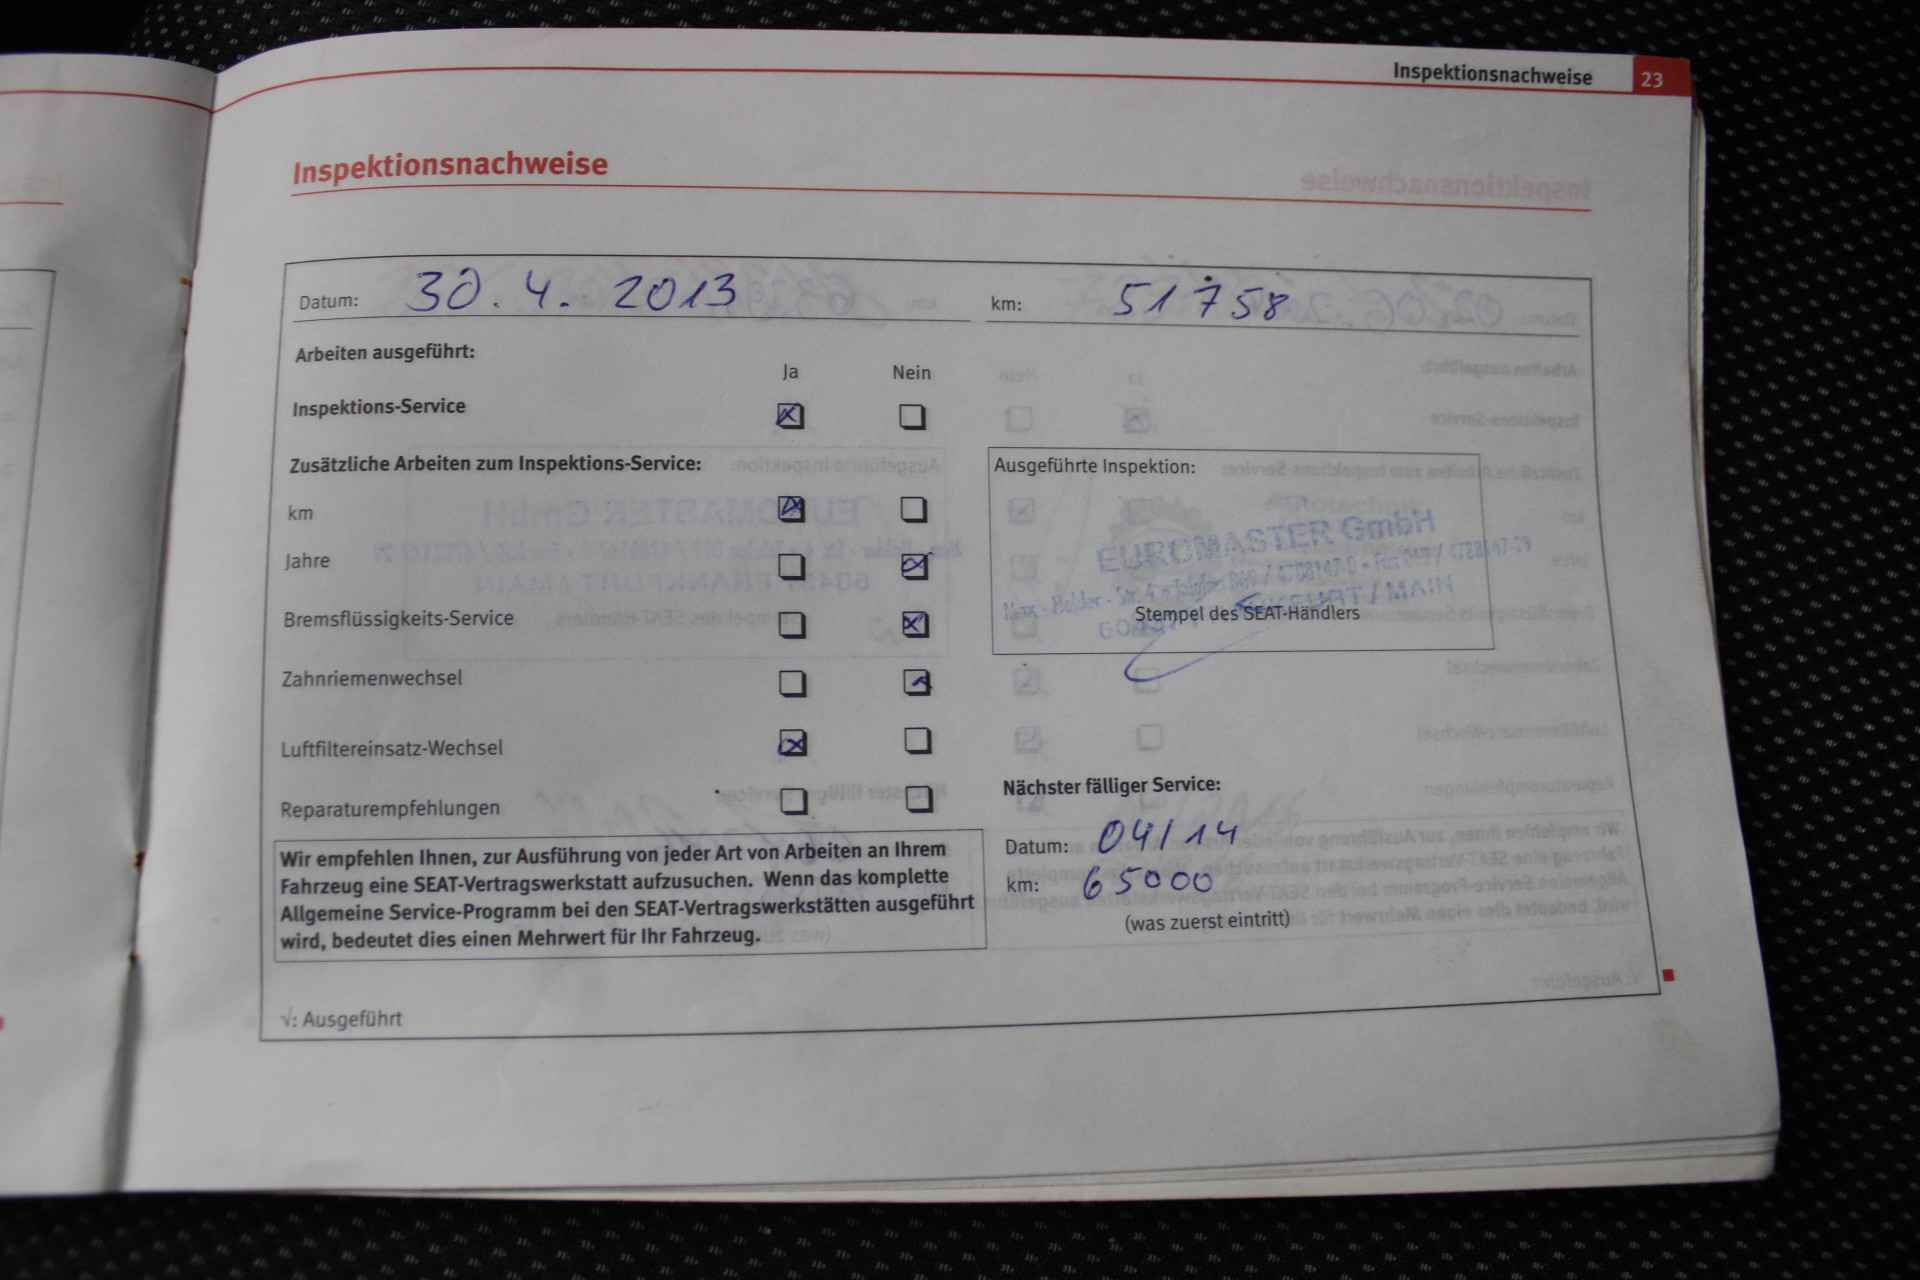 Inspektionsnachweise 23
Inspektionsnachweise
Datum: 30.4.2013 km: 51758
Arbeiten ausgeführt:
Ja Nein
Inspektions-Service
Zusätzliche Arbeiten zum Inspektions-Service:
km
Jahre
Bremsflüssigkeits-Service
Zahnriemenwechsel
Luftfiltereinsatz-Wechsel
Reparaturempfehlungen
Wir empfehlen Ihnen, zur Ausführung von jeder Art von Arbeiten an Ihrem
Fahrzeug eine SEAT-Vertragswerkstatt aufzusuchen. Wenn das komplette
Allgemeine Service-Programm bei den SEAT-Vertragswerkstätten ausgeführt
wird, bedeutet dies einen Mehrwert für Ihr Fahrzeug.
√: Ausgeführt
Ausgeführte Inspektion:
EUROMASTER GmbH
/ MAIN
Stempel des SEAT-Händlers
Nächster fälliger Service:
Datum: 04/14
km: 65000
(was zuerst eintritt)